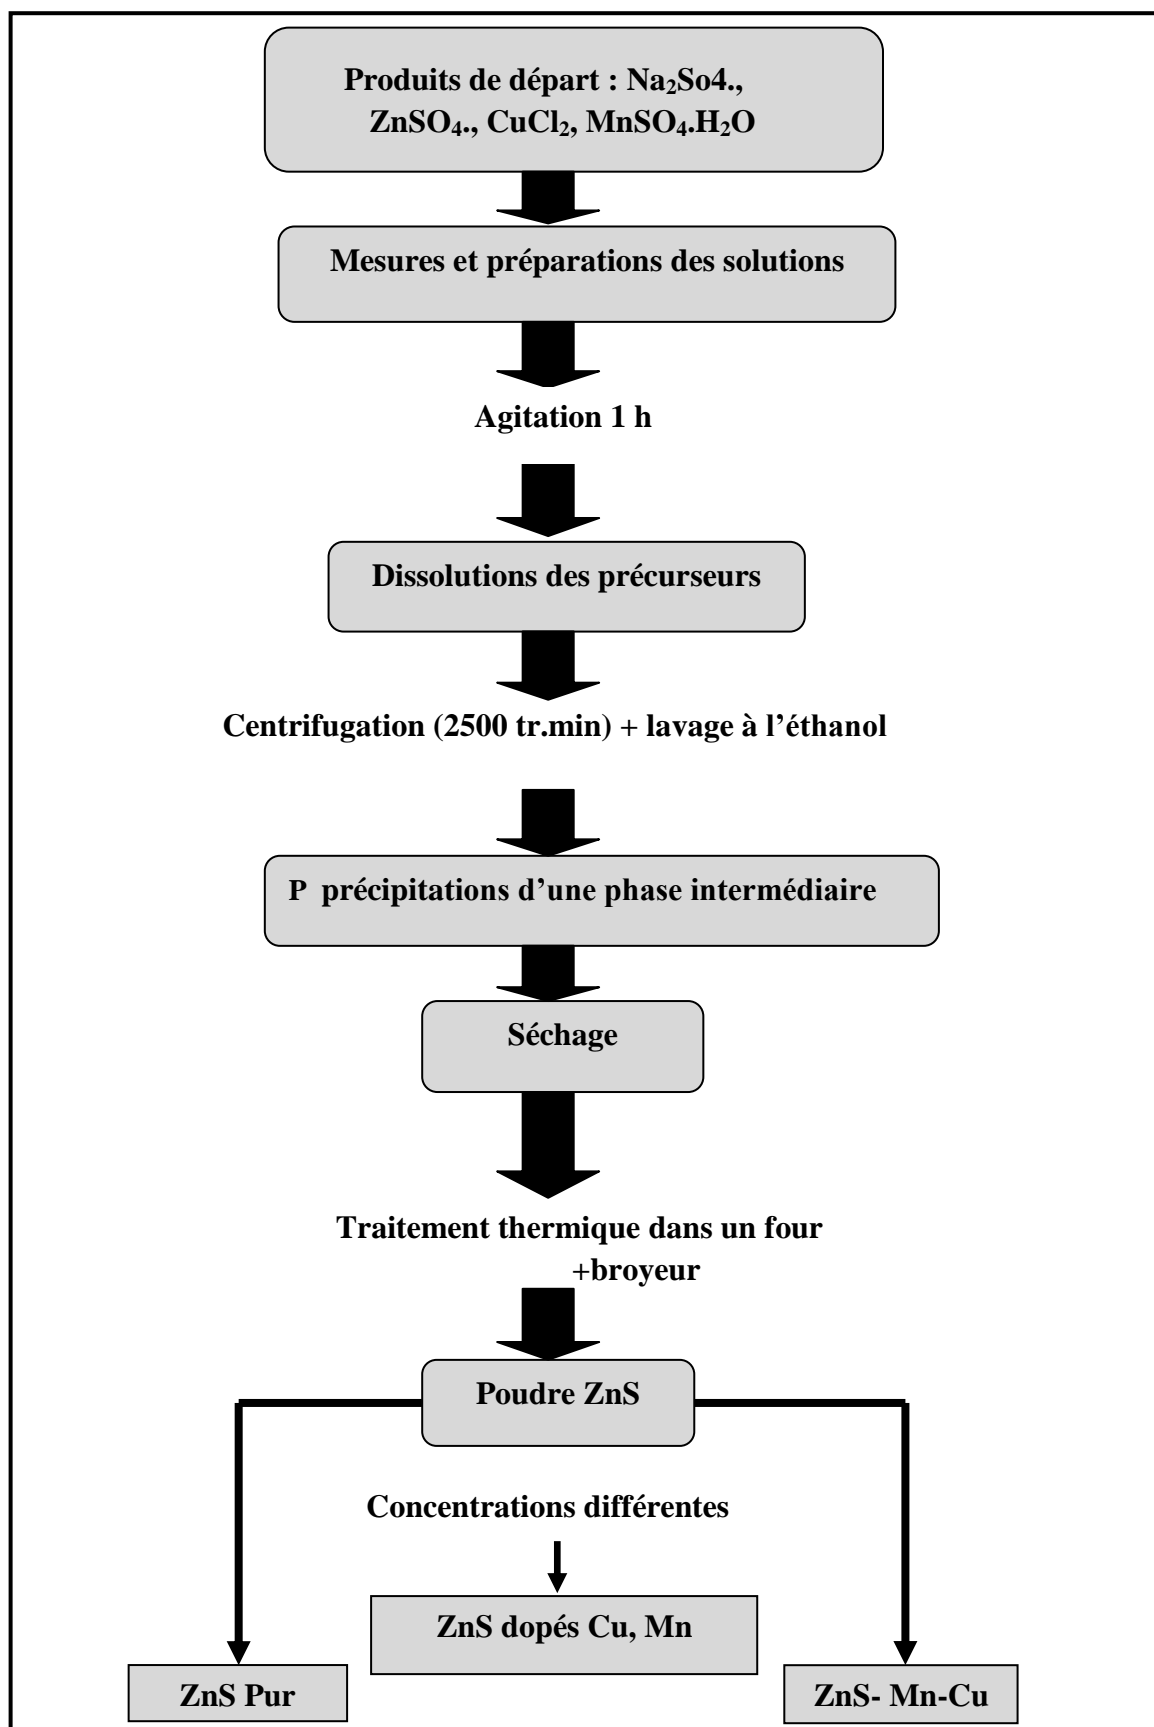 Produits de départ : Na₂So4.,
ZnSO₄., CuCl₂, MnSO₄.H₂O
Mesures et préparations des solutions
Agitation 1 h
Dissolutions des précurseurs
Centrifugation (2500 tr.min) + lavage à l’éthanol
P précipitations d’une phase intermédiaire
Séchage
Traitement thermique dans un four
+broyeur
Poudre ZnS
Concentrations différentes
ZnS dopés Cu, Mn
ZnS Pur
ZnS- Mn-Cu